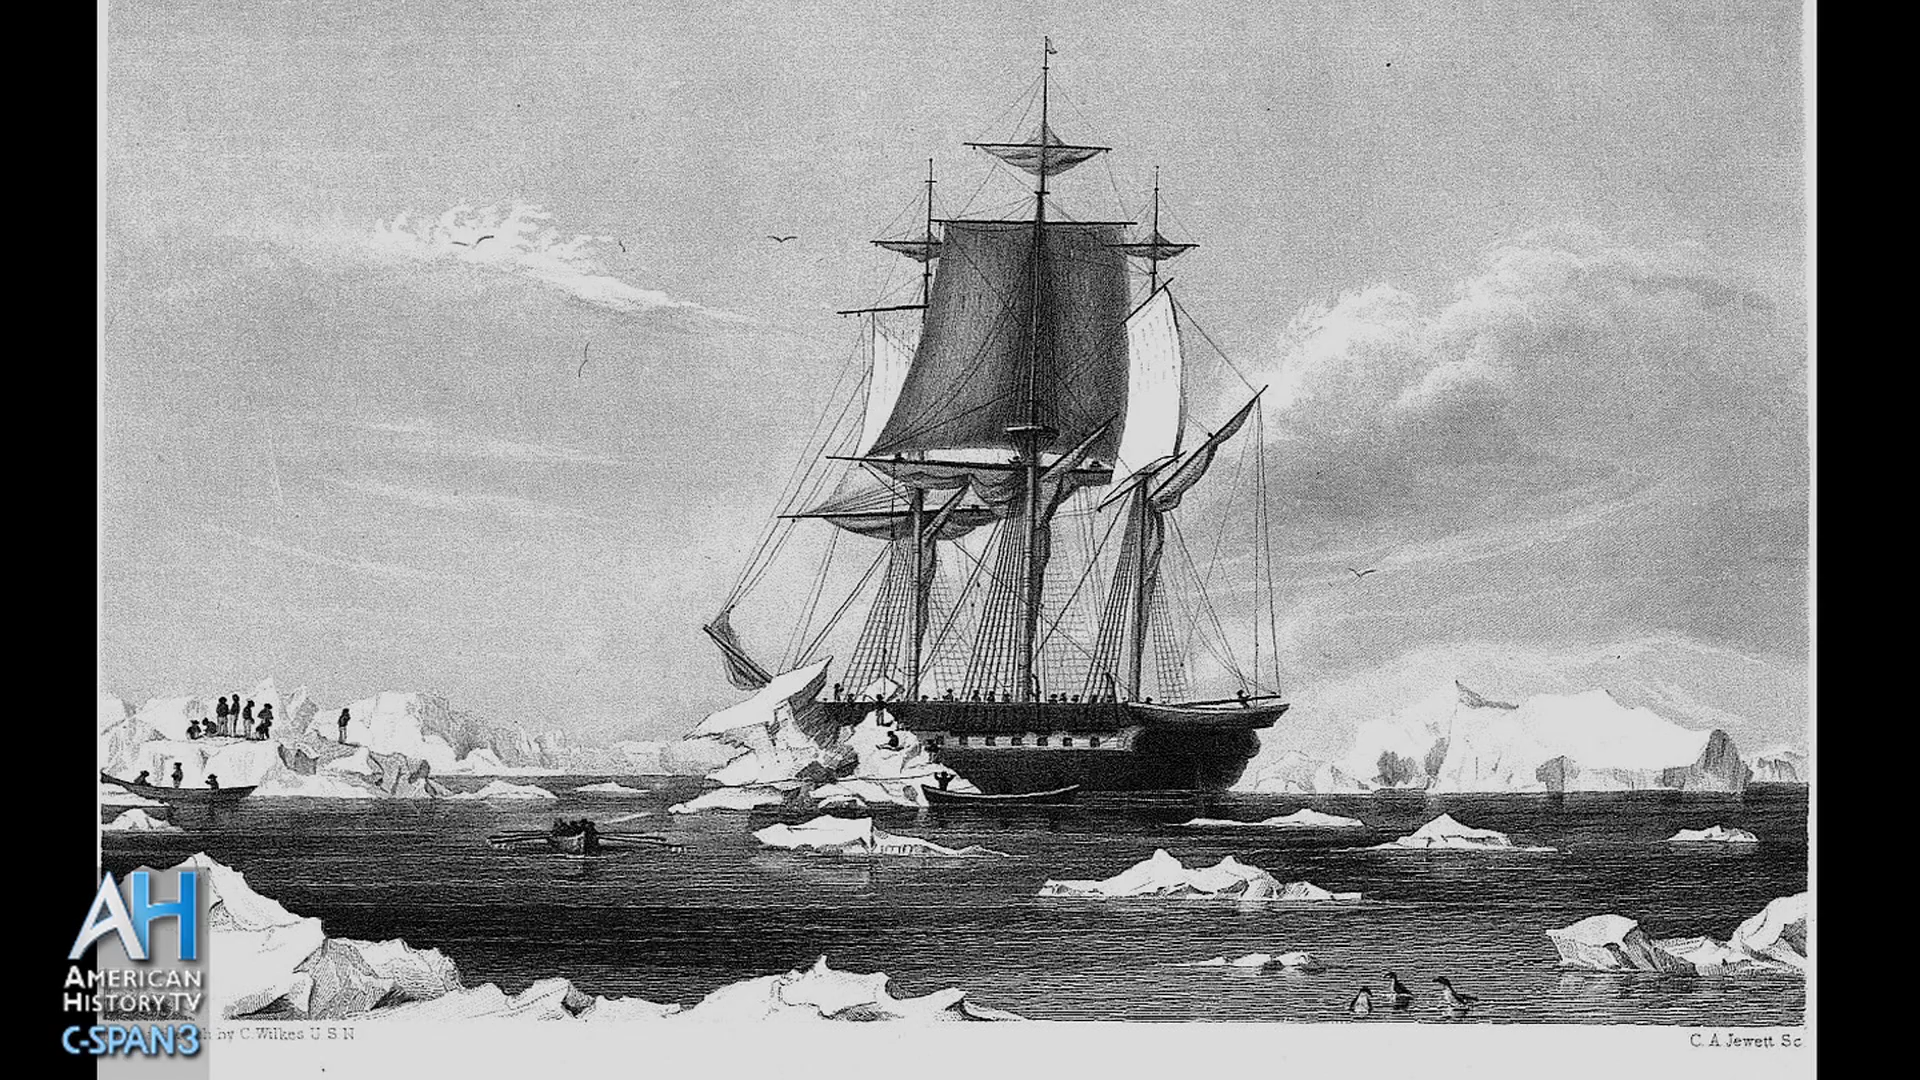 AH
AMERICAN
HISTORY TV
C-SPAN3
by C. Wilkes U S N
C. A. Jewett Sc